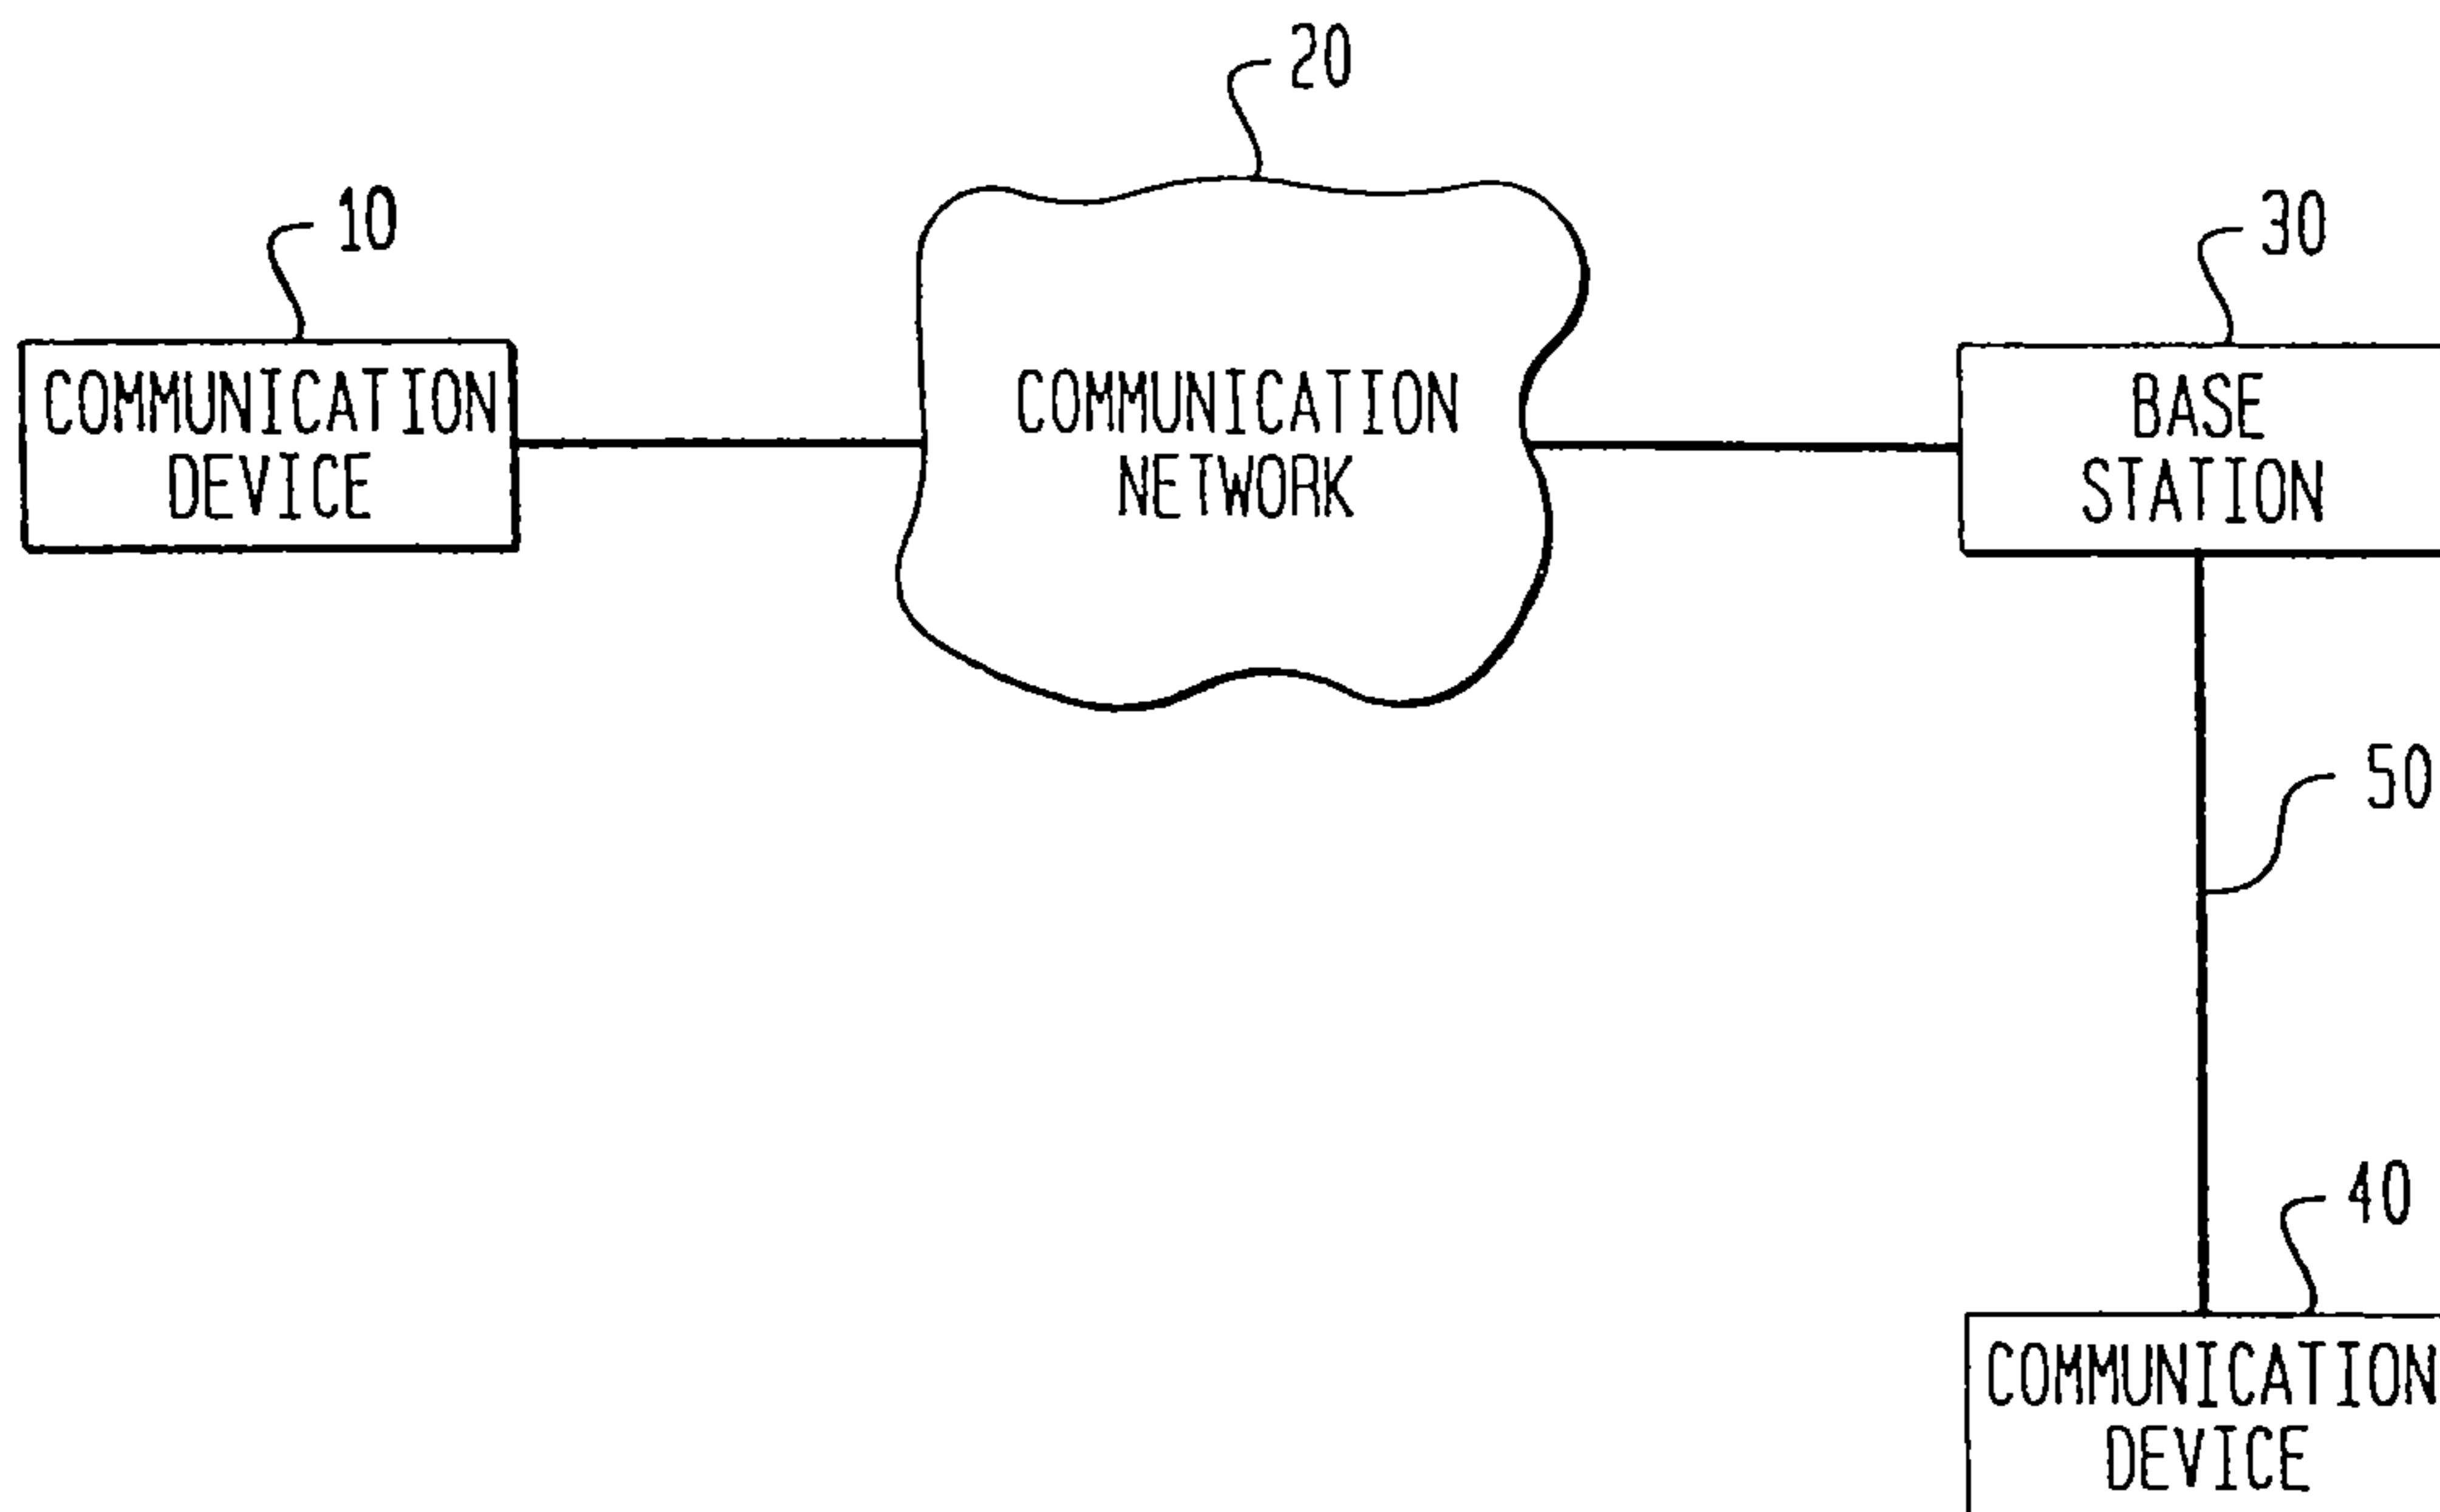 20
10
30
COMMUNICATION
DEVICE
COMMUNICATION
NETWORK
BASE
STATION
50
40
COMMUNICATION
DEVICE